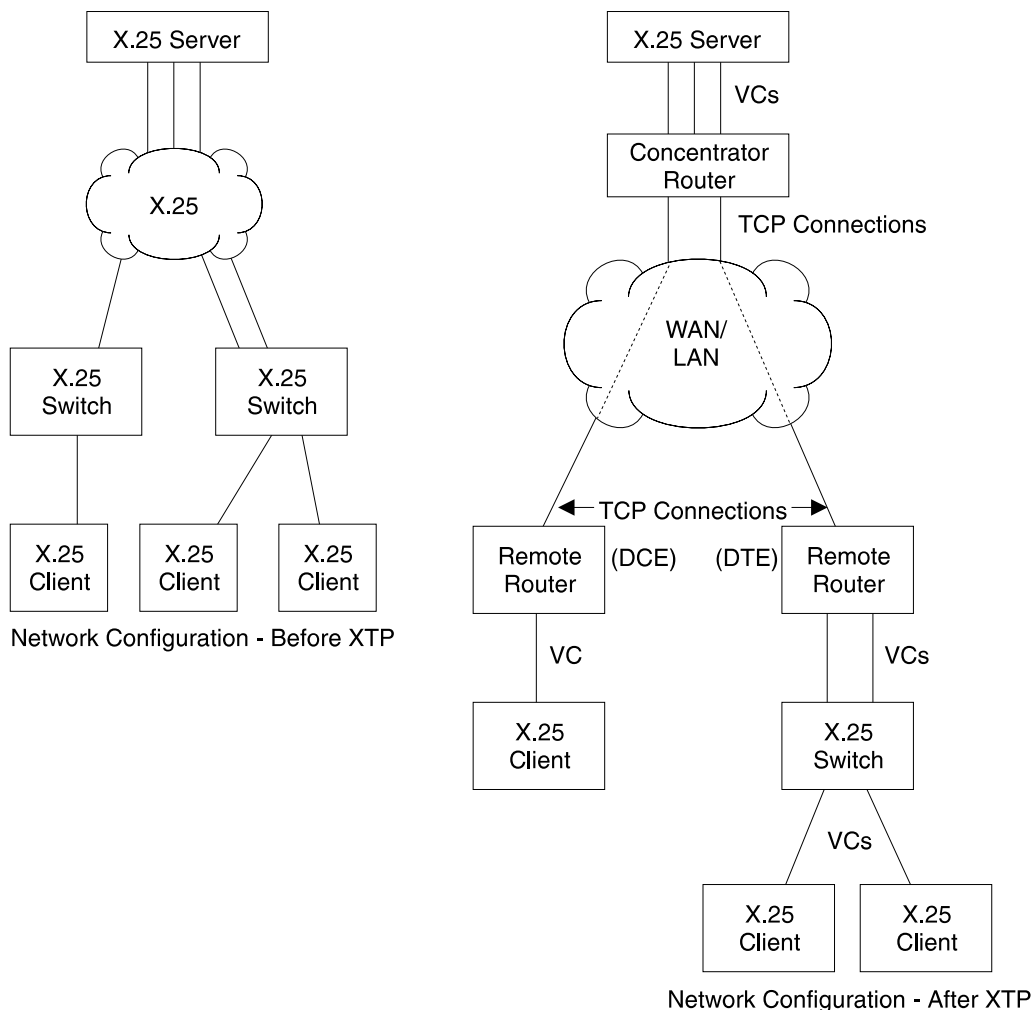 X.25 Server
X.25
X.25
Switch
X.25
Switch
X.25
Client
X.25
Client
X.25
Client
Network Configuration - Before XTP
X.25 Server
VCs
Concentrator
Router
TCP Connections
WAN/
LAN
TCP Connections
Remote
Router
(DCE)
(DTE)
Remote
Router
VC
VCs
X.25
Client
X.25
Switch
VCs
X.25
Client
X.25
Client
Network Configuration - After XTP